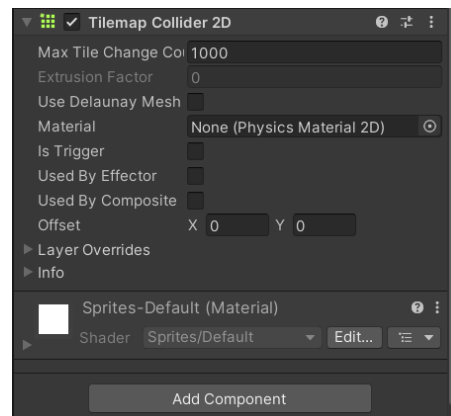 Tilemap Collider 2D
Max Tile Change Cou 1000
Extrusion Factor 0
Use Delaunay Mesh
Material None (Physics Material 2D)
Is Trigger
Used By Effector
Used By Composite
Offset X 0 Y 0
Layer Overrides
Info
Sprites-Default (Material)
Shader Sprites/Default Edit...
Add Component